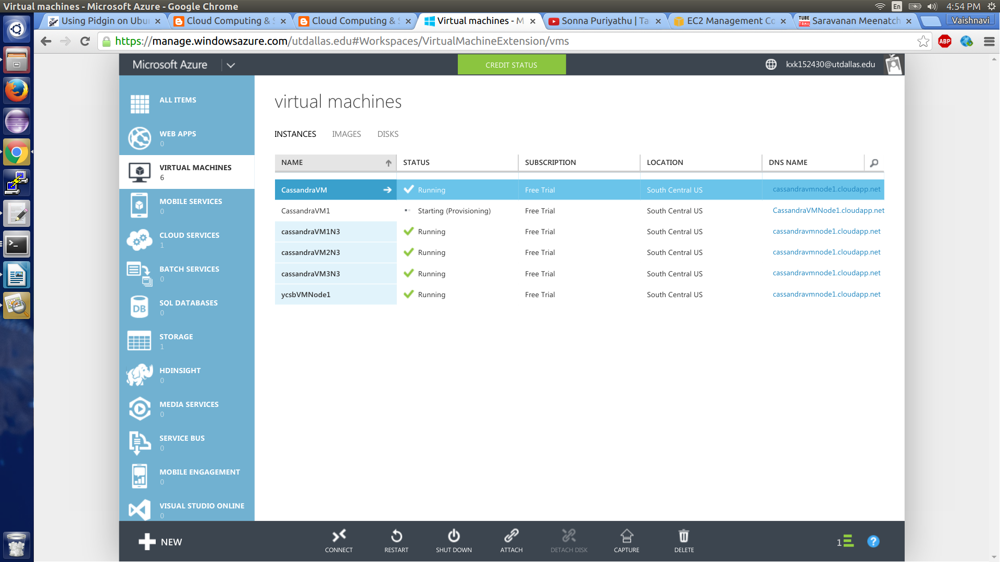 Virtual machines - Microsoft Azure - Google Chrome
En
4:54 PM
Using Pidgin on Ubu
Cloud Computing & S
Cloud Computing & S
Virtual machines - M
Sonna Puriyathu | Ta
EC2 Management Co
TUBE TAMIL
Saravanan Meenatch
Vaishnavi
https://manage.windowsazure.com/utdallas.edu#Workspaces/VirtualMachineExtension/vms
ABP
Microsoft Azure
CREDIT STATUS
kxk152430@utdallas.edu
ALL ITEMS
WEB APPS
0
VIRTUAL MACHINES
6
MOBILE SERVICES
0
CLOUD SERVICES
1
BATCH SERVICES
0
DB
SQL DATABASES
0
STORAGE
1
HDINSIGHT
0
MEDIA SERVICES
0
SERVICE BUS
0
MOBILE ENGAGEMENT
0
VISUAL STUDIO ONLINE
0
virtual machines
INSTANCES IMAGES DISKS
NAME STATUS SUBSCRIPTION LOCATION DNS NAME
CassandraVM Running Free Trial South Central US cassandravmnode1.cloudapp.net
CassandraVM1 Starting (Provisioning) Free Trial South Central US CassandraVMNode1.cloudapp.net
cassandraVM1N3 Running Free Trial South Central US cassandravmnode1.cloudapp.net
cassandraVM2N3 Running Free Trial South Central US cassandravmnode1.cloudapp.net
cassandraVM3N3 Running Free Trial South Central US cassandravmnode1.cloudapp.net
ycsbVMNode1 Running Free Trial South Central US cassandravmnode1.cloudapp.net
NEW
CONNECT RESTART SHUT DOWN ATTACH DETACH DISK CAPTURE DELETE
1
?